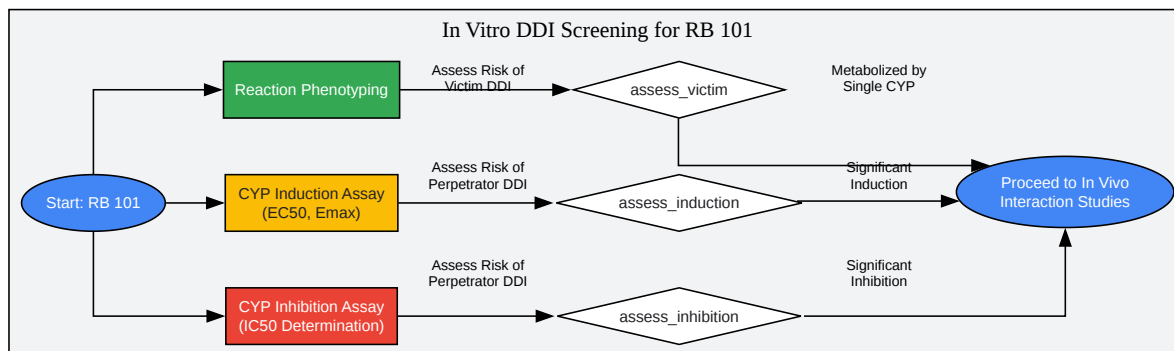 In Vitro DDI Screening for RB 101
Reaction Phenotyping
Assess Risk of
Victim DDI
assess_victim
Metabolized by
Single CYP
Start: RB 101
CYP Induction Assay
(EC50, Emax)
Assess Risk of
Perpetrator DDI
assess_induction
Significant
Induction
Proceed to In Vivo
Interaction Studies
CYP Inhibition Assay
(IC50 Determination)
Assess Risk of
Perpetrator DDI
assess_inhibition
Significant
Inhibition